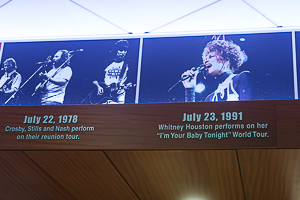 July 22, 1978
Crosby, Stills and Nash perform
on their reunion tour.
July 23, 1991
Whitney Houston performs on her
"I'm Your Baby Tonight" World Tour.